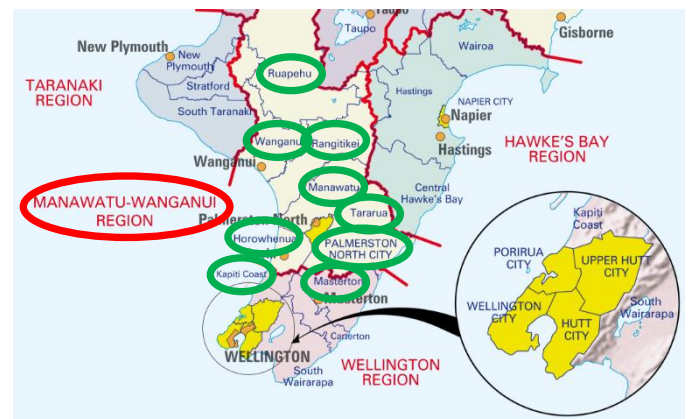 Taupo
Gisborne
New Plymouth
New
Plymouth
Wairoa
Ruapehu
TARANAKI
REGION
Stratford
Hastings
South Taranaki
NAPIER CITY
Napier
Wanganui
Rangitikei
HAWKE'S BAY
REGION
Hastings
Wanganui
Manawatu
Central
Hawke's Bay
MANAWATU-WANGANUI
REGION
Palmerston North
Tararua
Horowhenua
PALMERSTON
NORTH CITY
Kapiti Coast
Masterton
Masterton
WELLINGTON
Carterton
South
Wairarapa
WELLINGTON
REGION
Kapiti
Coast
PORIRUA
CITY
UPPER HUTT
CITY
WELLINGTON
CITY
HUTT
CITY
South
Wairarapa